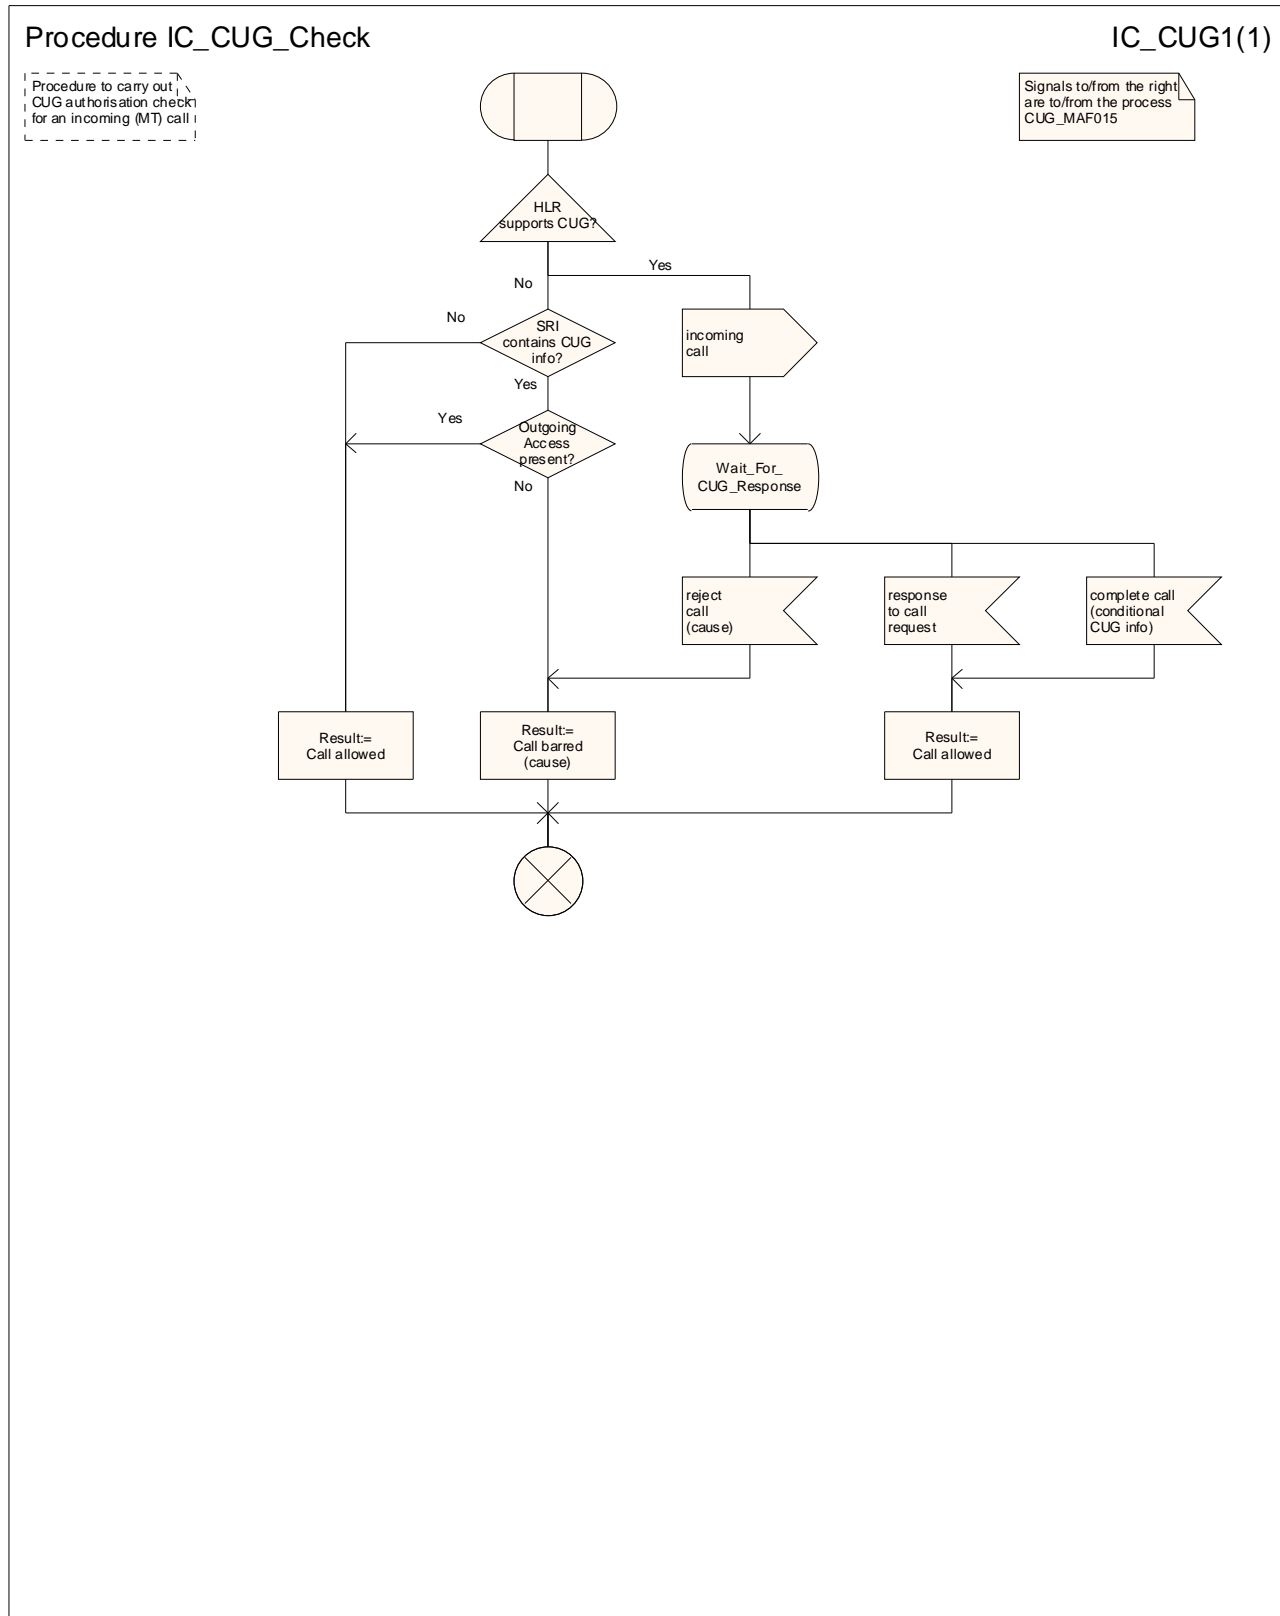 Procedure IC_CUG_Check
IC_CUG1(1)
Procedure to carry out
CUG authorisation check
for an incoming (MT) call
Signals to/from the right
are to/from the process
CUG_MAF015
HLR
supports CUG?
Yes
No
No
SRI
contains CUG
info?
incoming
call
Yes
Yes
Outgoing
Access
present?
No
Wait_For_
CUG_Response
reject
call
(cause)
response
to call
request
complete call
(conditional
CUG info)
Result:=
Call allowed
Result:=
Call barred
(cause)
Result:=
Call allowed